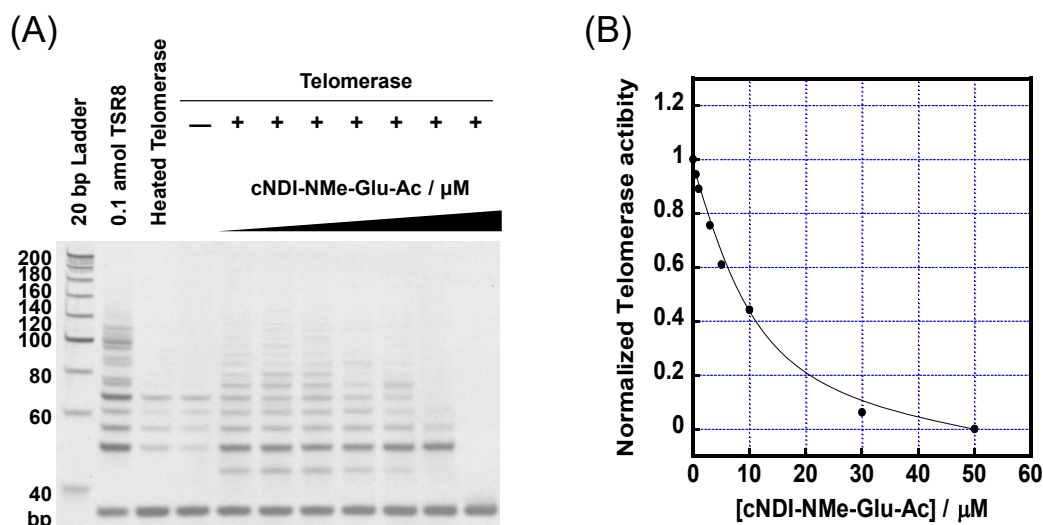 (A)
20 bp Ladder
0.1 amol TSR8
Heated Telomerase
Telomerase
— + + + + + + +
cNDI-NMe-Glu-Ac / µM
200
180
160
140
120
100
80
60
40
bp
(B)
Normalized Telomerase actibity
1.2
1
0.8
0.6
0.4
0.2
0
0 10 20 30 40 50 60
[cNDI-NMe-Glu-Ac] / µM